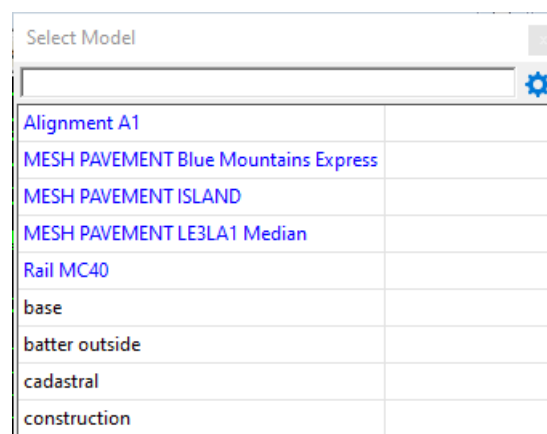 Select Model
Alignment A1
MESH PAVEMENT Blue Mountains Express
MESH PAVEMENT ISLAND
MESH PAVEMENT LE3LA1 Median
Rail MC40
base
batter outside
cadastral
construction